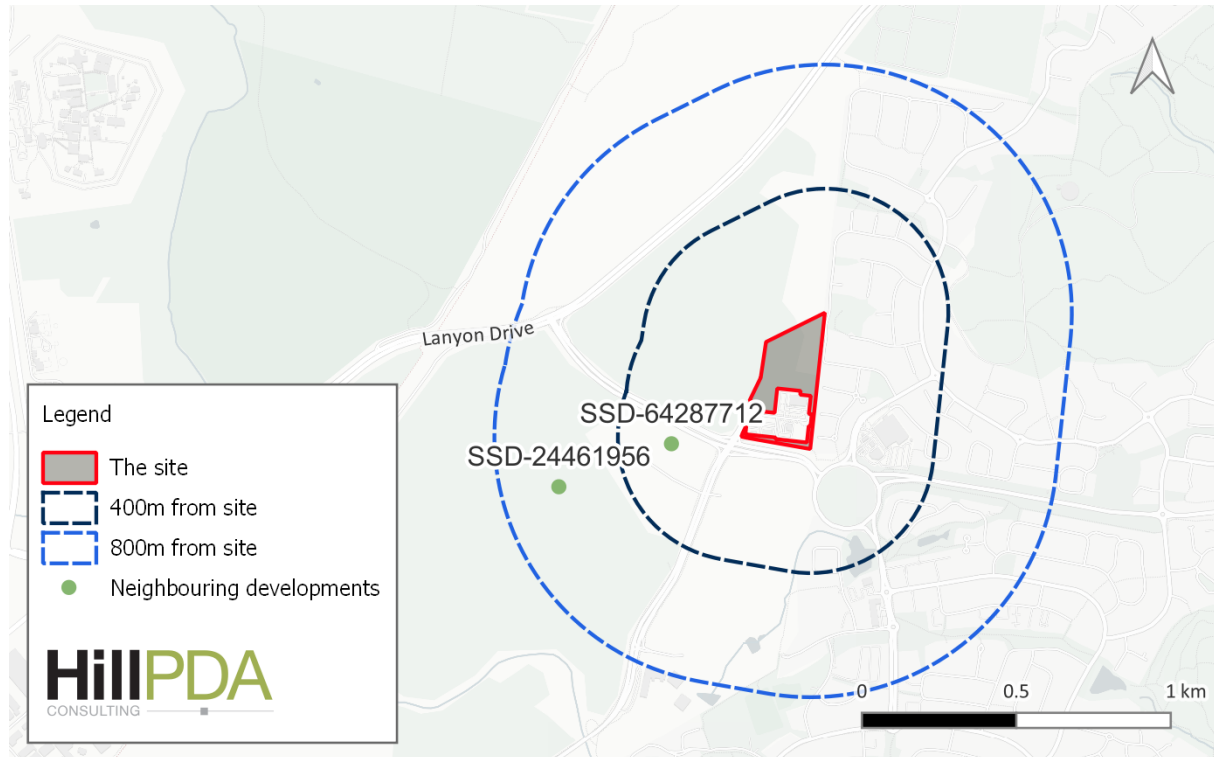 Lanyon Drive
SSD-64287712
SSD-24461956
Legend
The site
400m from site
800m from site
Neighbouring developments
HillPDA
CONSULTING
0 0.5 1 km